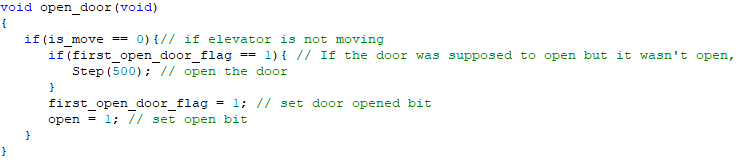 void open_door(void)
{
if(is_move == 0){// if elevator is not moving
if(first_open_door_flag == 1){ // If the door was supposed to open but it wasn't open,
Step(500); // open the door
}
first_open_door_flag = 1; // set door opened bit
open = 1; // set open bit
}
}